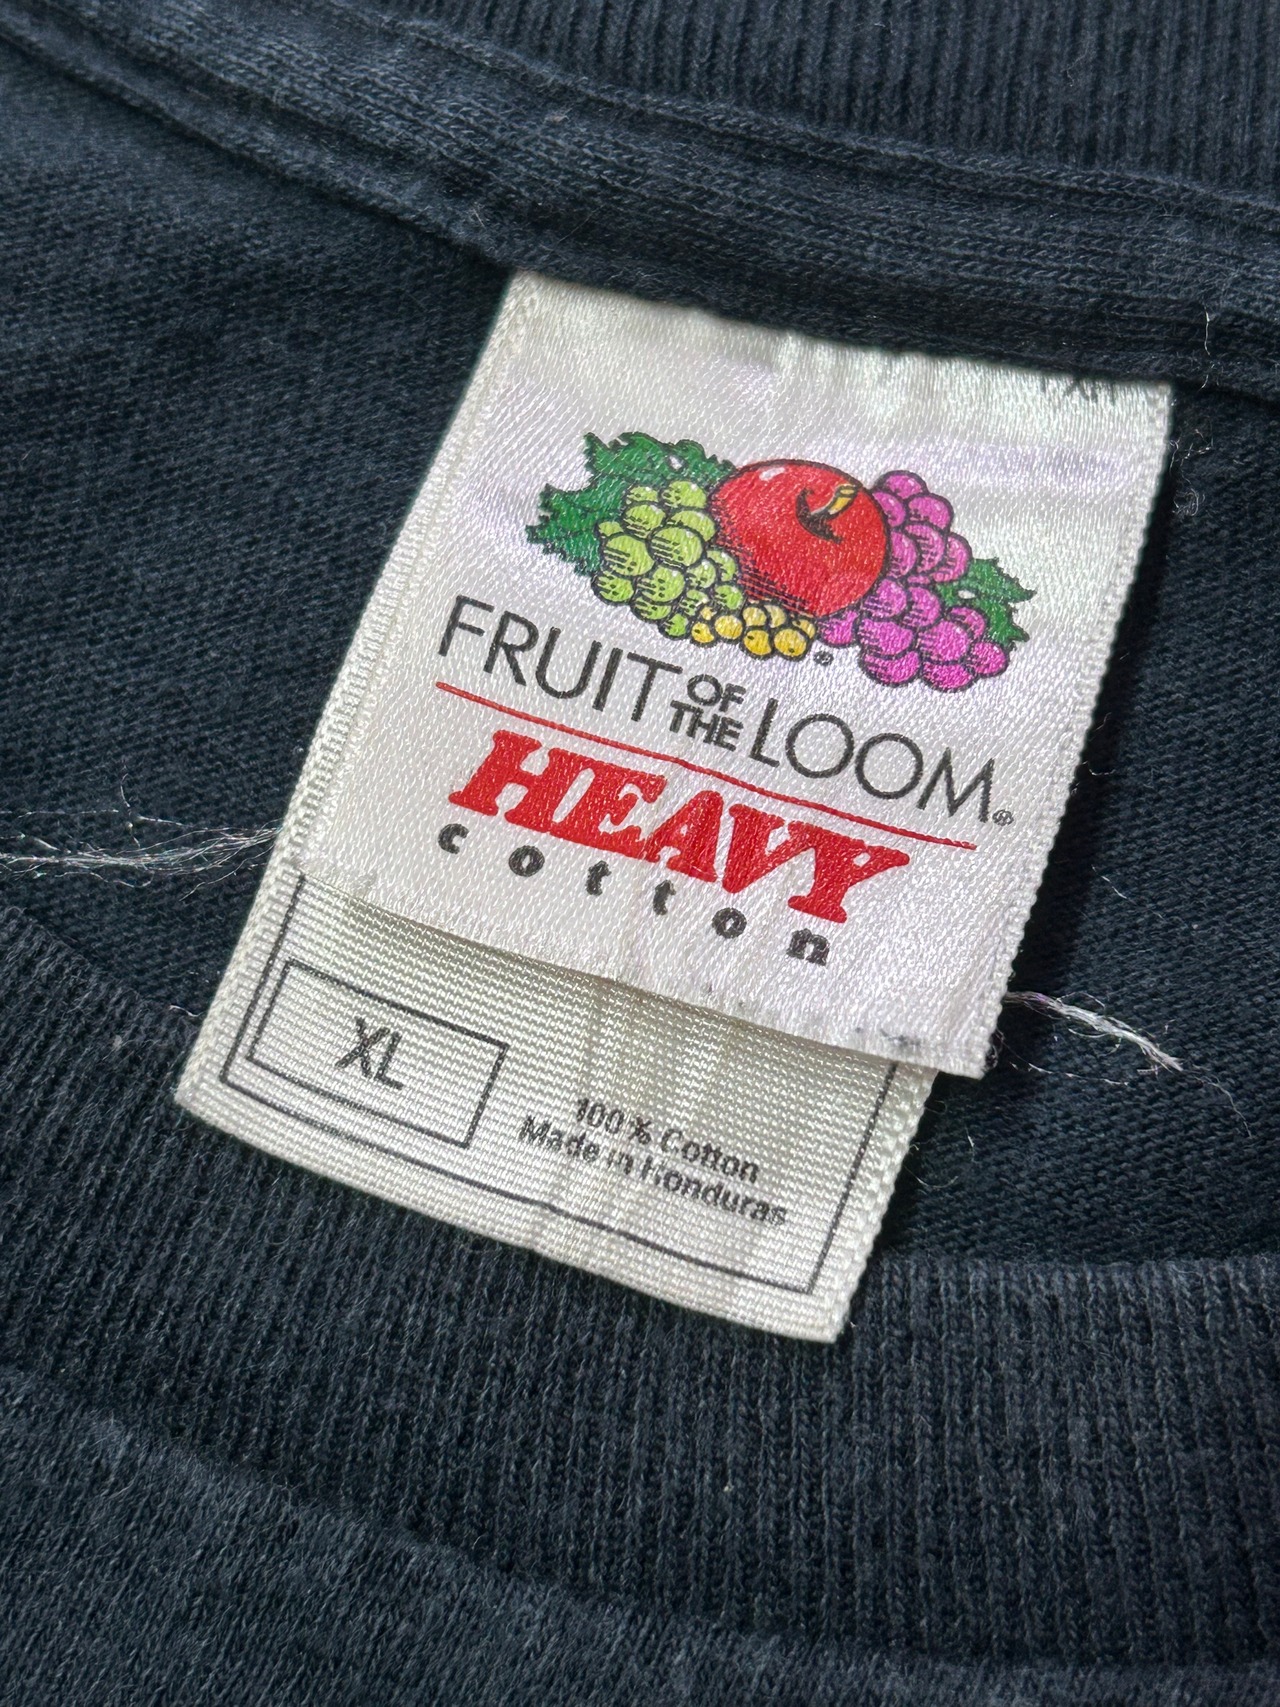 FRUIT OF THE LOOM®
HEAVY
cotton
XL
100% Cotton
Made in Honduras